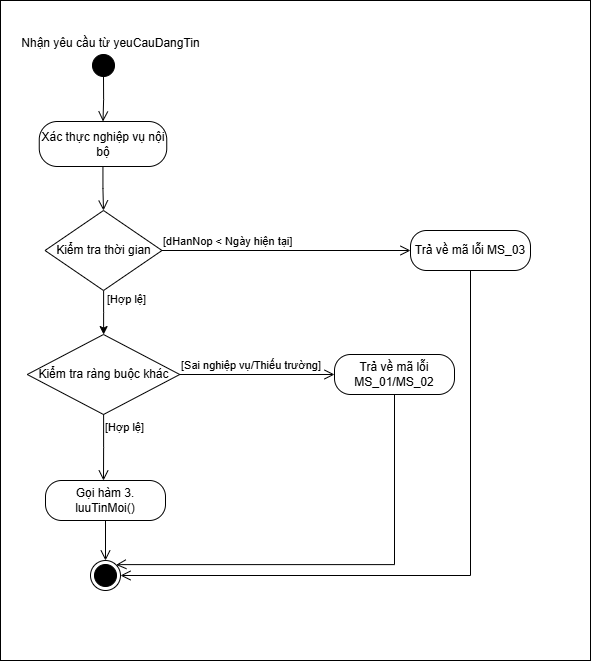 Nhận yêu cầu từ yeuCauDangTin
Xác thực nghiệp vụ nội
bộ
Kiểm tra thời gian
[dHanNop < Ngày hiện tại]
Trả về mã lỗi MS_03
[Hợp lệ]
Kiểm tra ràng buộc khác
[Sai nghiệp vụ/Thiếu trường]
Trả về mã lỗi
MS_01/MS_02
[Hợp lệ]
Gọi hàm 3.
luuTinMoi()